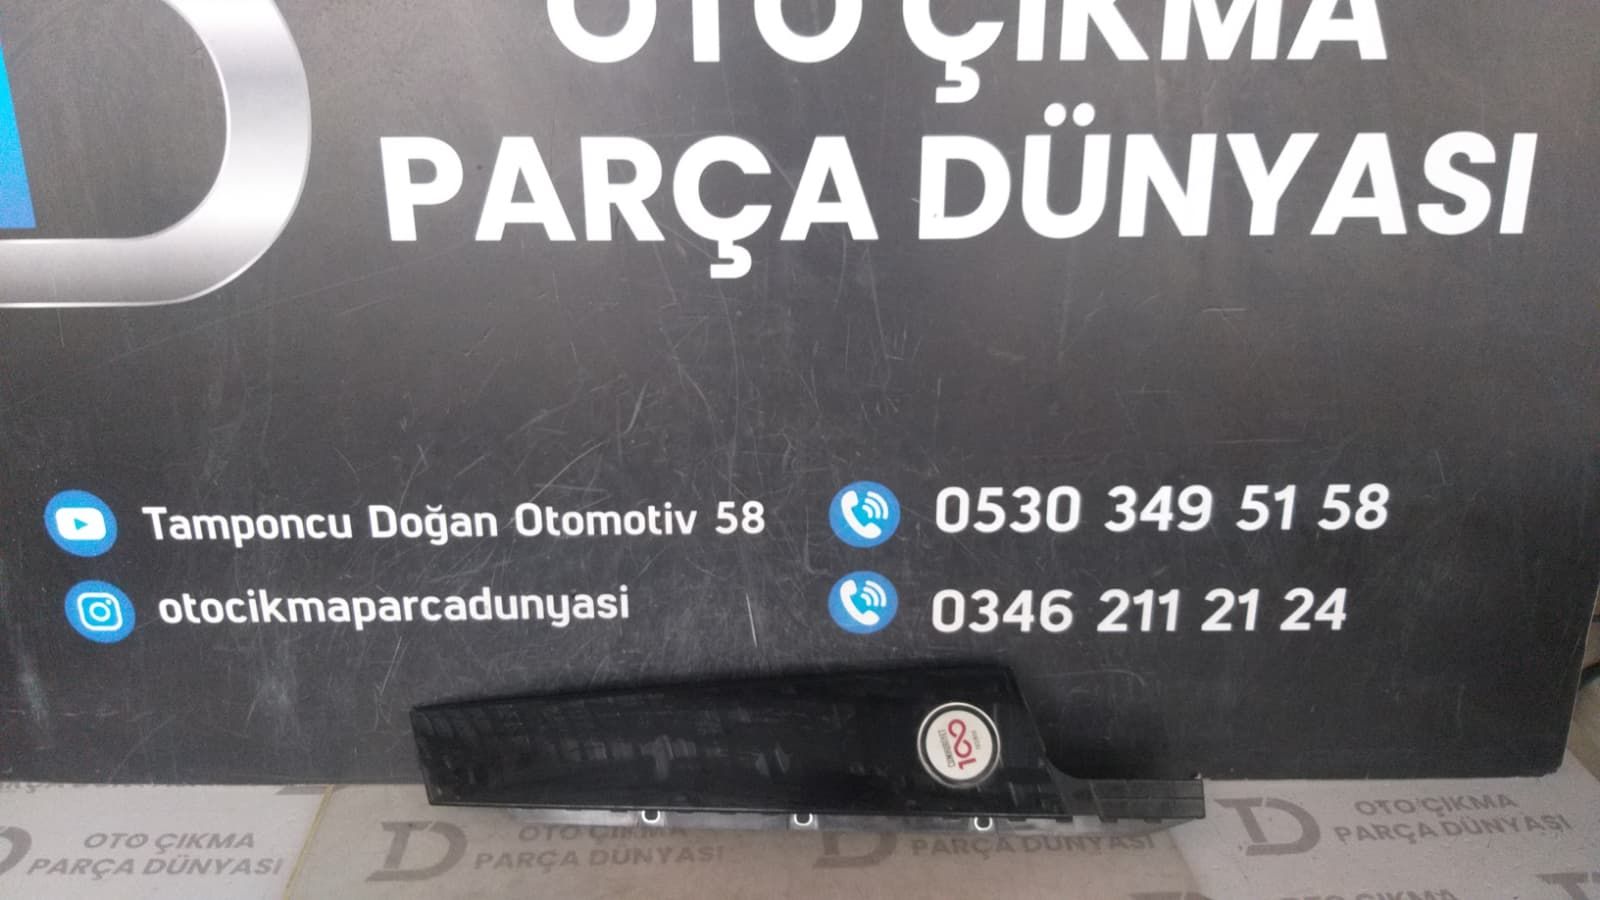 OTO ÇIKMA
PARÇA DÜNYASI
Tamponcu Doğan Otomotiv 58
0530 349 51 58
otocikmaparcadunyasi
0346 211 21 24
100
OTO ÇIKMA
PARÇA DÜNYASI
PARÇA DÜNYASI
PARÇA DÜNYASI
OTO ÇIKMA
PARÇA DÜNYASI
OTO ÇIKMA